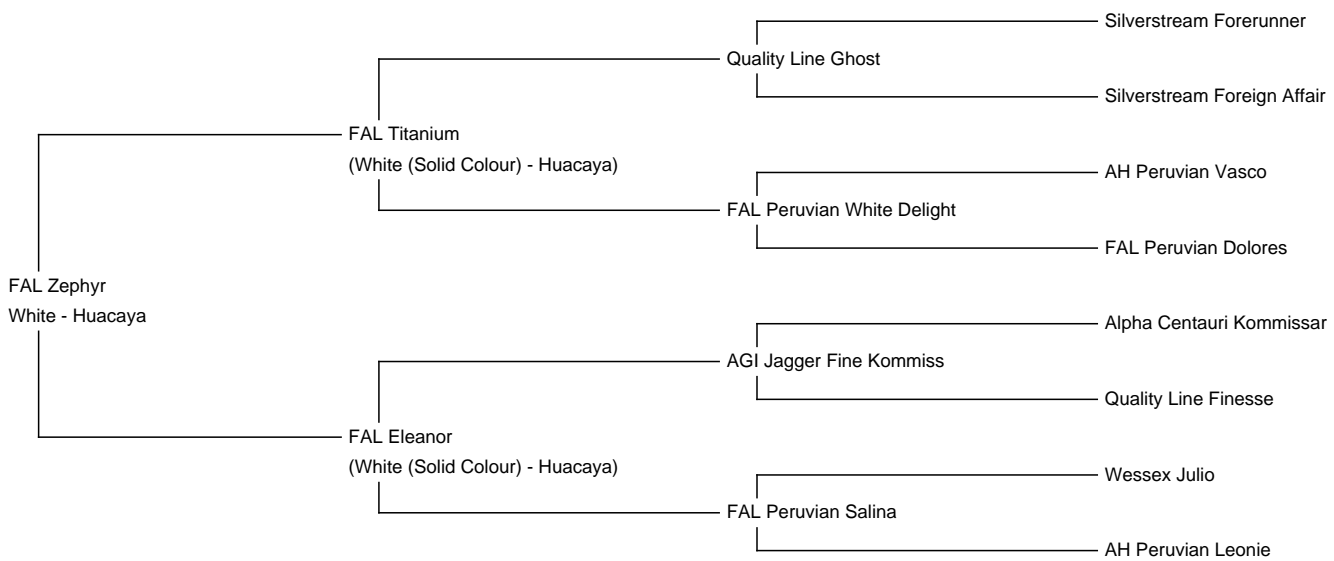 Silverstream Forerunner
Quality Line Ghost
Silverstream Foreign Affair
FAL Titanium
(White (Solid Colour) - Huacaya)
AH Peruvian Vasco
FAL Peruvian White Delight
FAL Peruvian Dolores
FAL Zephyr
White - Huacaya
Alpha Centauri Kommissar
AGI Jagger Fine Kommiss
Quality Line Finesse
FAL Eleanor
(White (Solid Colour) - Huacaya)
Wessex Julio
FAL Peruvian Salina
AH Peruvian Leonie